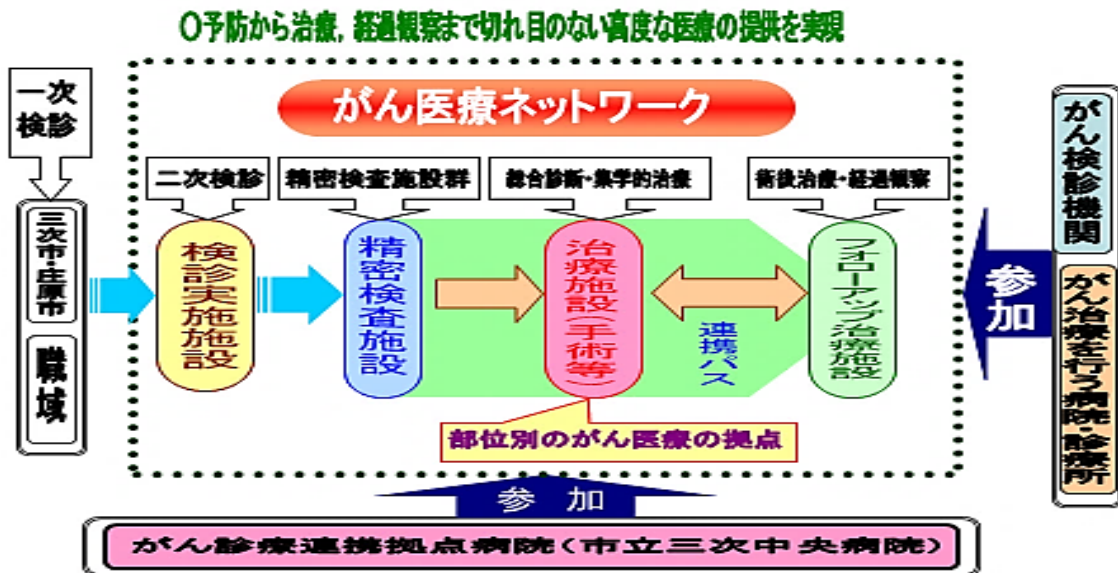 〇予防から治療,経過観察まで切れ目のない高度な医療の提供を実現
一次
検診
がん医療ネットワーク
二次検診
精密検査施設群
総合診断・集学的治療
術後治療・経過観察
三次市・庄原市
職域
検診実施施設
精密検査施設
治療施設(手術等)
連携パス
フォローアップ治療施設
部位別のがん医療の拠点
参加
がん検診機関
がん治療を行う病院・診療所
参加
がん診療連携拠点病院(市立三次中央病院)